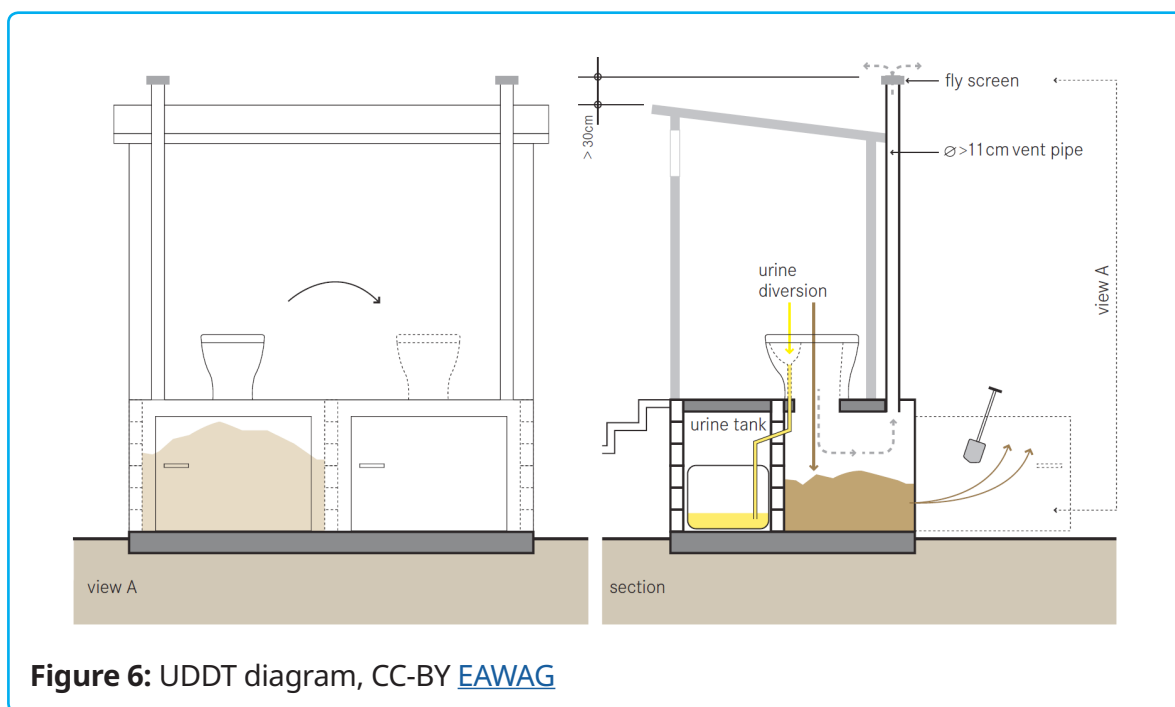 fly screen
> 30cm
Ø >11cm vent pipe
urine
diversion
view A
urine tank
view A
section
Figure 6: UDDT diagram, CC-BY EAWAG